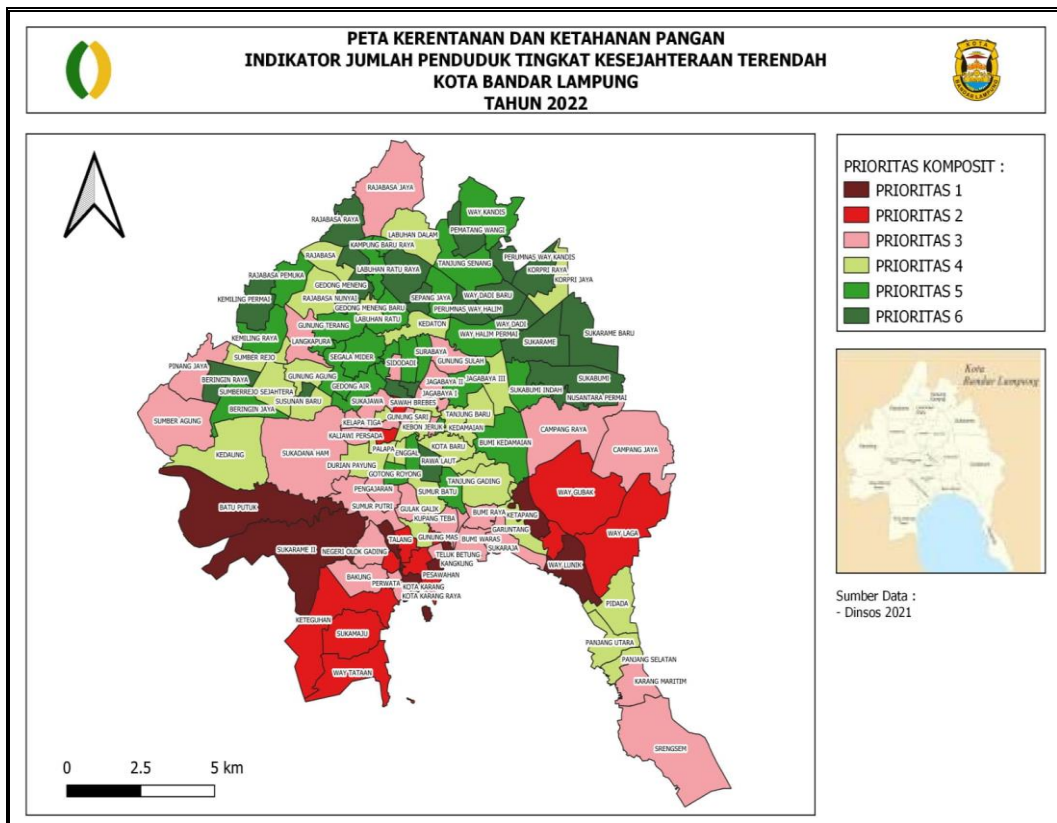 PETA KERENTANAN DAN KETAHANAN PANGAN
INDIKATOR JUMLAH PENDUDUK TINGKAT KESEJAHTERAAN TERENDAH
KOTA BANDAR LAMPUNG
TAHUN 2022
KOTA
BANDAR LAMPUNG
PRIORITAS KOMPOSIT :
PRIORITAS 1
PRIORITAS 2
PRIORITAS 3
PRIORITAS 4
PRIORITAS 5
PRIORITAS 6
Kota
Bandar Lampung
Sumber Data :
- Dinsos 2021
RAJABASA JAYA
RAJABASA RAYA
WAY KANDIS
PEMATANG WANGI
LABUHAN DALAM
KAMPUNG BARU RAYA
RAJABASA
PERUMNAS WAY KANDIS
TANJUNG SENANG
LABUHAN RATU RAYA
KORPRI RAYA
KORPRI JAYA
RAJABASA PEMUKA
GEDONG MENENG
KEMILING PERMAI
RAJABASA NUNYAI
SEPANG JAYA
WAY DADI BARU
GEDONG MENENG BARU
PERUMNAS WAY HALIM
LABUHAN RATU
GUNUNG TERANG
KEDATON
WAY DADI
SUKARAME BARU
KEMILING RAYA
LANGKAPURA
WAY HALIM PERMAI
SUKARAME
SURABAYA
SUMBER REJO
SEGALA MIDER
SIDODADI
GUNUNG SULAH
PINANG JAYA
BERINGIN RAYA
GUNUNG AGUNG
JAGABAYA II
JAGABAYA III
SUKABUMI
SUMBERREJO SEJAHTERA
GEDONG AIR
JAGABAYA I
SUKABUMI INDAH
NUSANTARA PERMAI
SUSUNAN BARU
SUKAJAWA
SAWAH BREBES
BERINGIN JAYA
TANJUNG BARU
SUMBER AGUNG
KELAPA TIGA
GUNUNG SARI
KEBON JERUK
KEDAMAIAN
CAMPANG RAYA
KALIAWI PERSADA
SUKADANA HAM
PALAPA
KOTA BARU
BUMI KEDAMAIAN
CAMPANG JAYA
KEDAUNG
ENGGAL
RAWA LAUT
DURIAN PAYUNG
GOTONG ROYONG
TANJUNG GADING
WAY GUBAK
PENGAJARAN
SUMUR BATU
BATU PUTUK
SUMUR PUTRI
GULAK GALIK
KUPANG TEBA
BUMI RAYA
KETAPANG
GARUNTANG
WAY LAGA
TALANG
GUNUNG MAS
BUMI WARAS
SUKARAJA
SUKARAME II
NEGERI OLOK GADING
TELUK BETUNG
KANGKUNG
WAY LUNIK
BAKUNG
PERWATA
PESAWAHAN
KOTA KARANG
KOTA KARANG RAYA
PIDADA
KETEGUHAN
SUKAMAJU
PANJANG UTARA
WAY TATAAN
PANJANG SELATAN
KARANG MARITIM
SRENGSEM
0
2.5
5 km